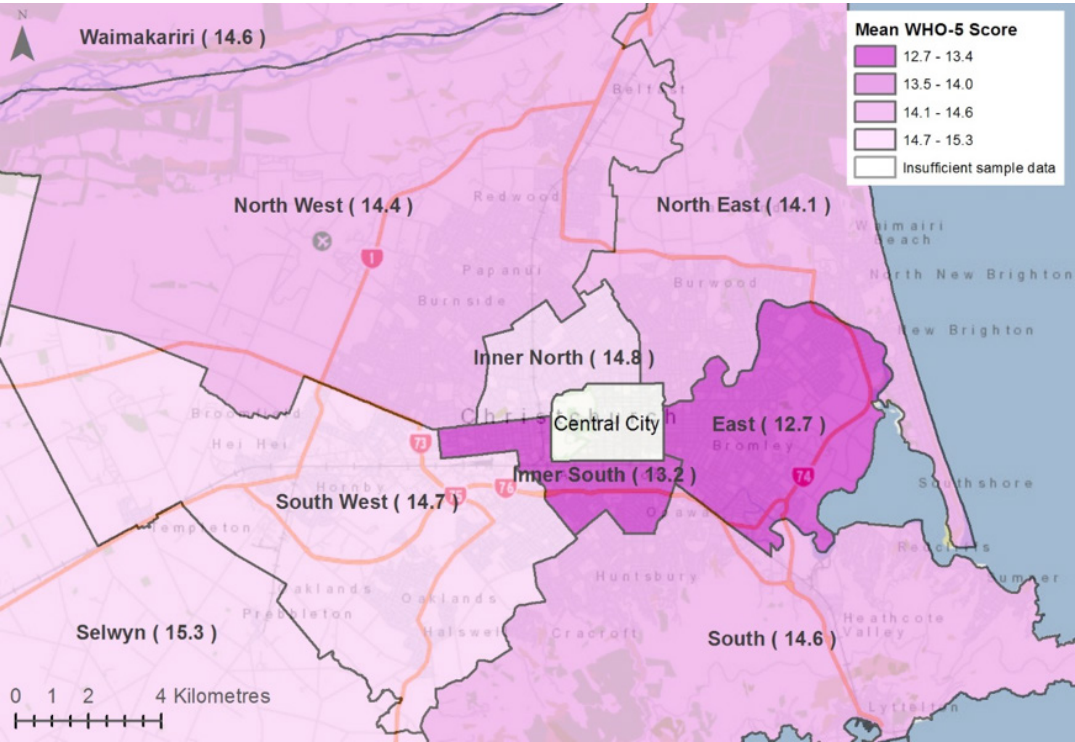 N
Waimakariri ( 14.6 )
Mean WHO-5 Score
12.7 - 13.4
13.5 - 14.0
14.1 - 14.6
14.7 - 15.3
Insufficient sample data
Belfast
North West ( 14.4 )
Redwood
North East ( 14.1 )
Waimairi
Beach
1
Papanui
North New Brighton
Burnside
Burwood
New Brighton
Inner North ( 14.8 )
Broomfield
Christchurch
Central City
East ( 12.7 )
Hei Hei
73
Bromley
Inner South ( 13.2 )
74
Hornby
75
76
Southshore
South West ( 14.7 )
Templeton
Redcliffs
Huntsbury
Sumner
Oaklands
Oaklands
Prebbleton
Heathcote
Valley
Selwyn ( 15.3 )
Halswell
Cracroft
South ( 14.6 )
0 1 2 4 Kilometres
Lyttelton